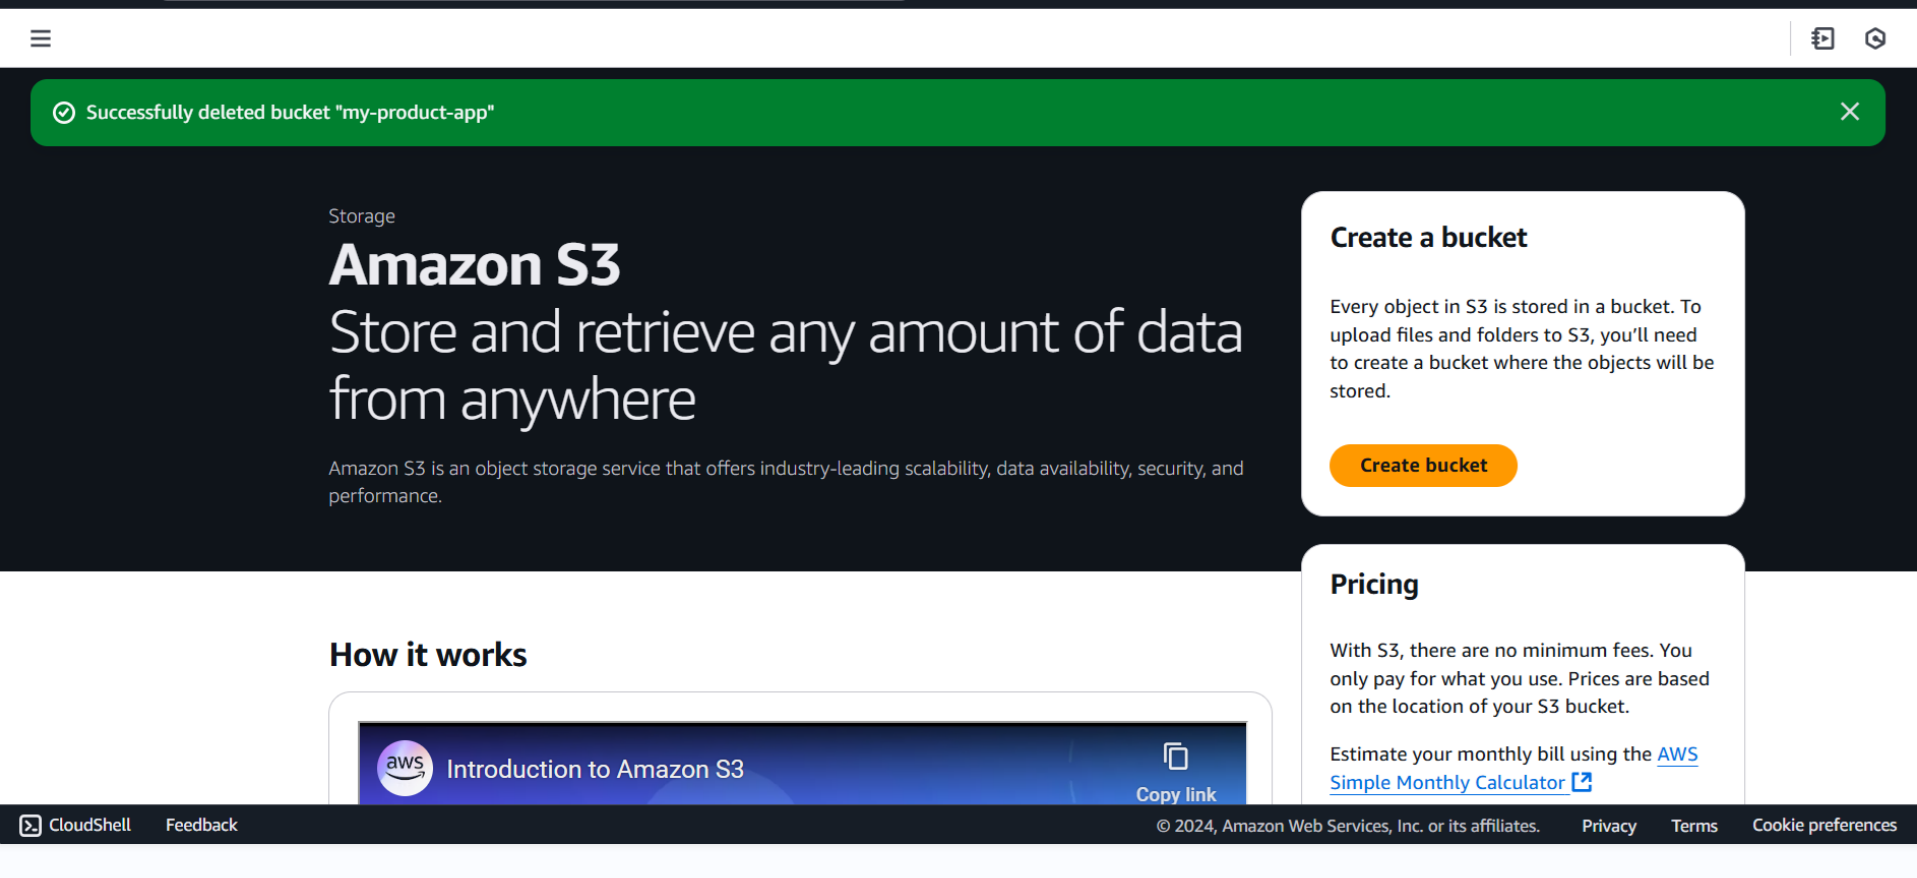 Successfully deleted bucket "my-product-app"
Storage
Amazon S3
Store and retrieve any amount of data
from anywhere
Amazon S3 is an object storage service that offers industry-leading scalability, data availability, security, and
performance.
Create a bucket
Every object in S3 is stored in a bucket. To
upload files and folders to S3, you’ll need
to create a bucket where the objects will be
stored.
Create bucket
Pricing
With S3, there are no minimum fees. You
only pay for what you use. Prices are based
on the location of your S3 bucket.
Estimate your monthly bill using the AWS
Simple Monthly Calculator
How it works
aws
Introduction to Amazon S3
Copy link
CloudShell
Feedback
© 2024, Amazon Web Services, Inc. or its affiliates.
Privacy
Terms
Cookie preferences